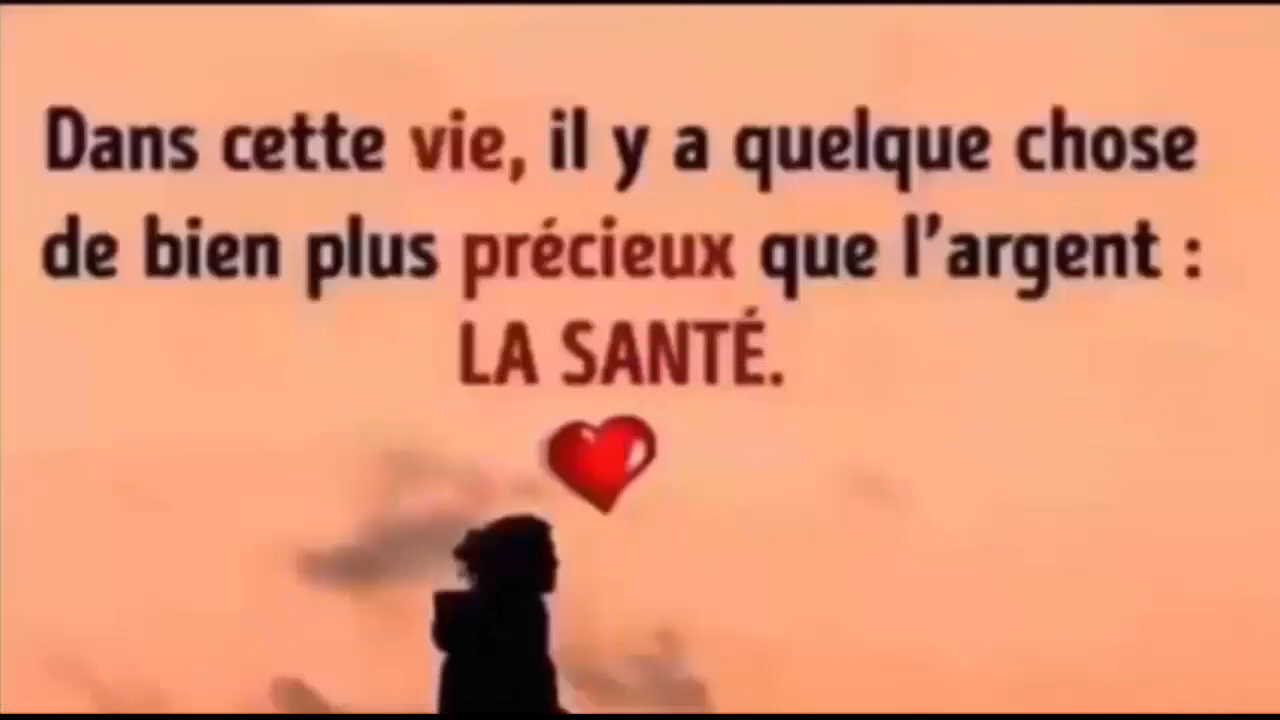 Dans cette vie, il y a quelque chose
de bien plus précieux que l'argent :
LA SANTÉ.